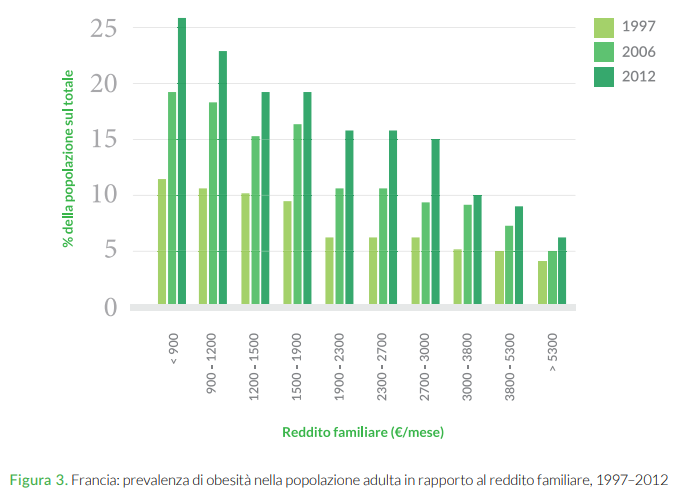 25
20
15
10
5
0
% della popolazione sul totale
1997
2006
2012
< 900
900 - 1200
1200 - 1500
1500 - 1900
1900 - 2300
2300 - 2700
2700 - 3000
3000 - 3800
3800 - 5300
> 5300
Reddito familiare (€/mese)
Figura 3. Francia: prevalenza di obesità nella popolazione adulta in rapporto al reddito familiare, 1997–2012